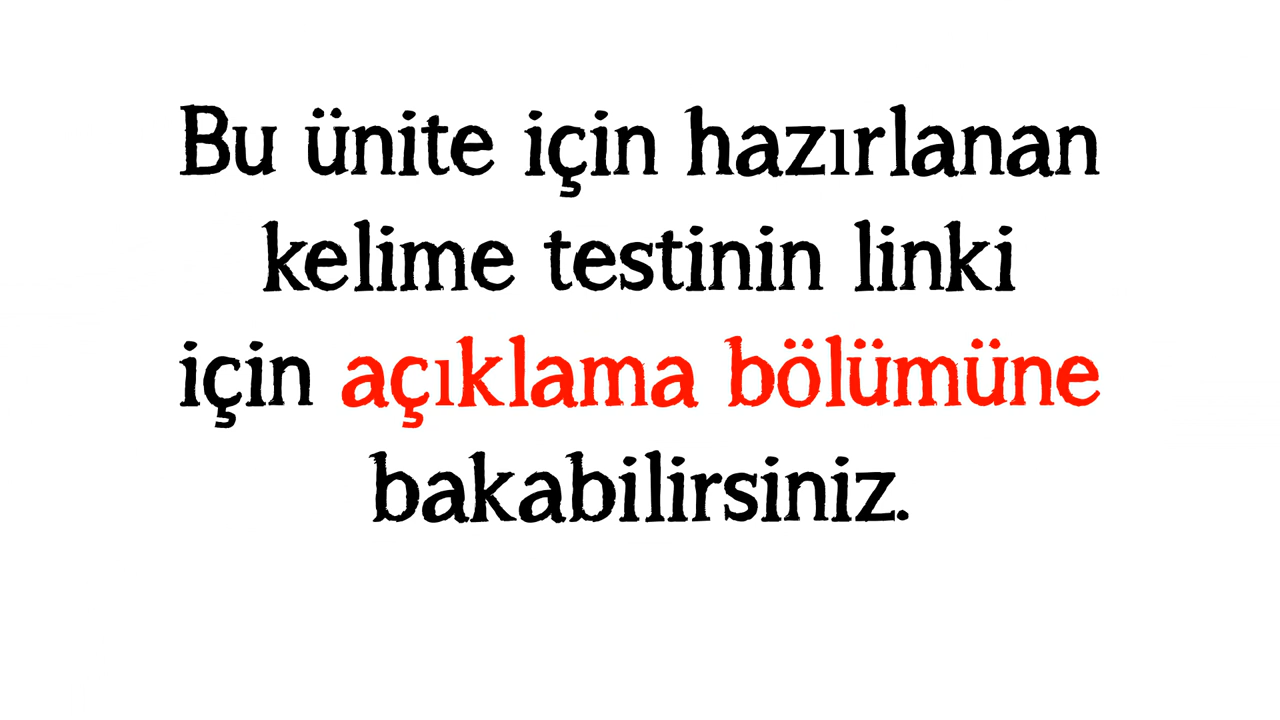 Bu ünite için hazırlanan
kelime testinin linki
için açıklama bölümüne
bakabilirsiniz.